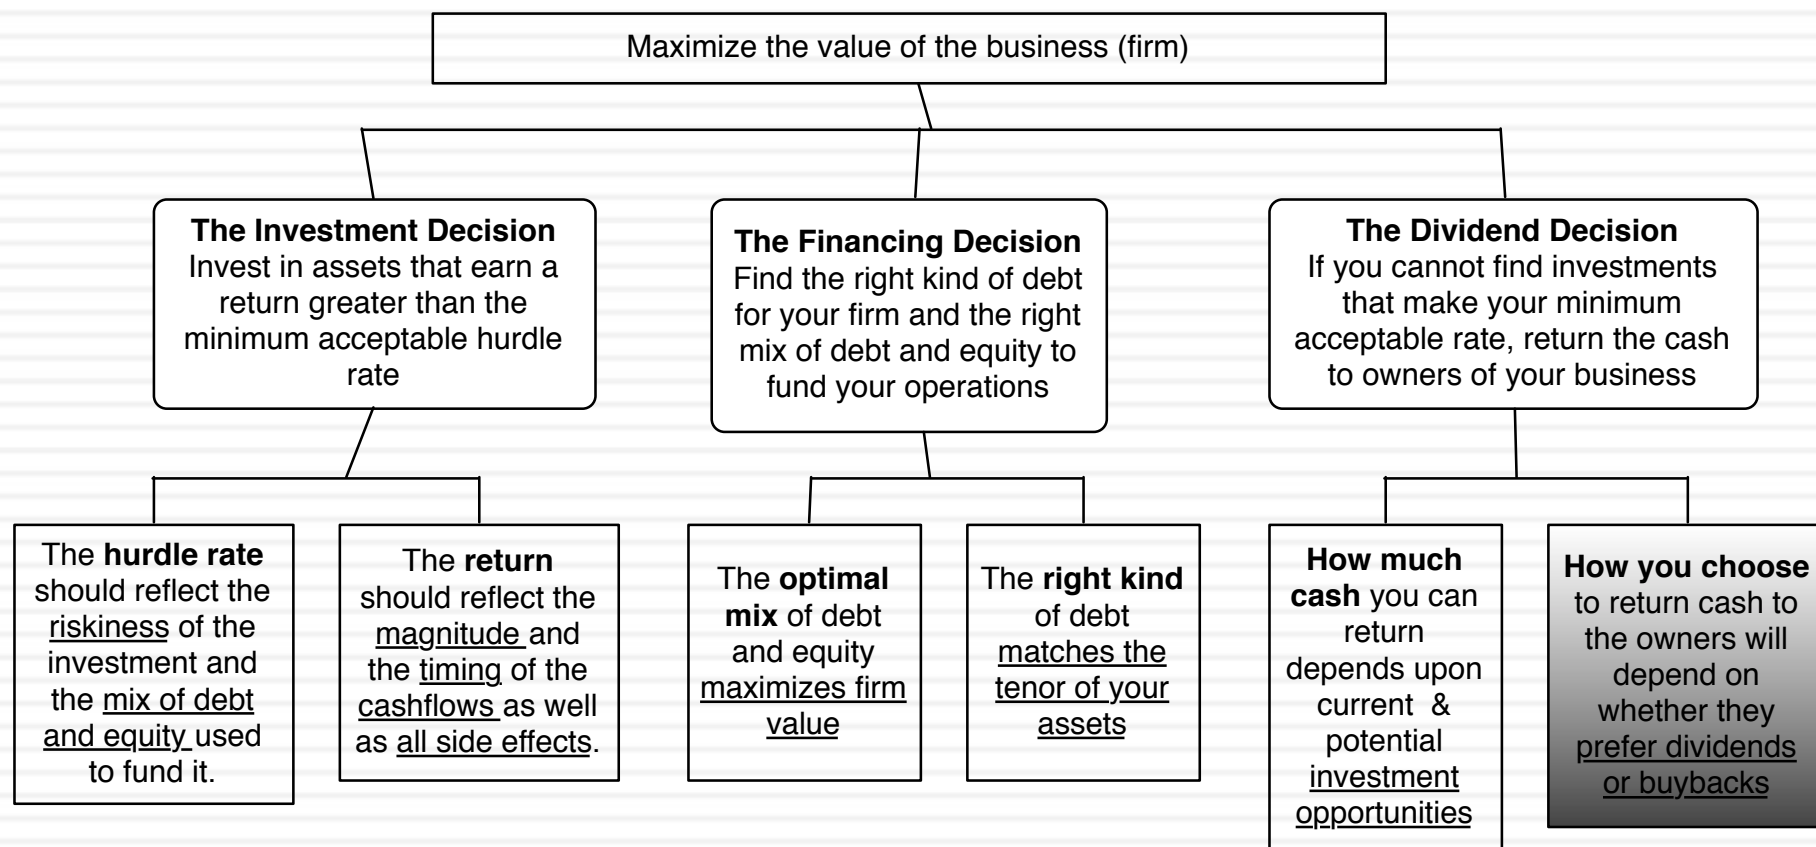 Maximize the value of the business (firm)
The Investment Decision
Invest in assets that earn a
return greater than the
minimum acceptable hurdle
rate
The Financing Decision
Find the right kind of debt
for your firm and the right
mix of debt and equity to
fund your operations
The Dividend Decision
If you cannot find investments
that make your minimum
acceptable rate, return the cash
to owners of your business
The hurdle rate
should reflect the
riskiness of the
investment and
the mix of debt
and equity used
to fund it.
The return
should reflect the
magnitude and
the timing of the
cashflows as well
as all side effects.
The optimal
mix of debt
and equity
maximizes firm
value
The right kind
of debt
matches the
tenor of your
assets
How much
cash you can
return
depends upon
current &
potential
investment
opportunities
How you choose
to return cash to
the owners will
depend on
whether they
prefer dividends
or buybacks